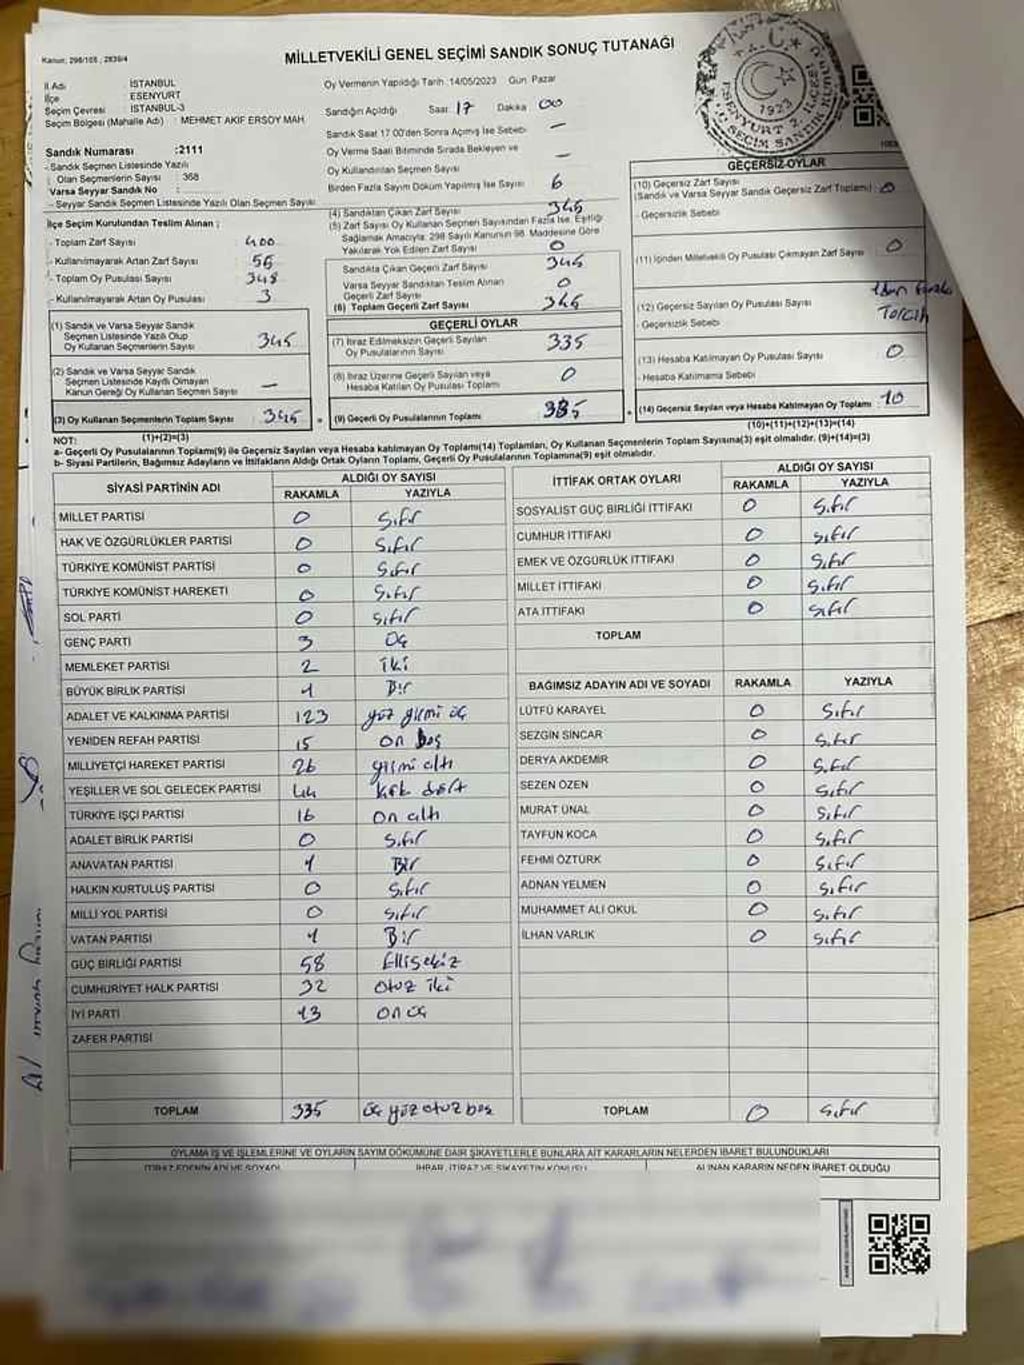 Kanun: 298/105 , 2839/4
MİLLETVEKİLİ GENEL SEÇİMİ SANDIK SONUÇ TUTANAĞI
İl Adı : İSTANBUL
İlçe : ESENYURT
Seçim Çevresi : İSTANBUL-3
Seçim Bölgesi (Mahalle Adı) : MEHMET AKİF ERSOY MAH.
Sandık Numarası :2111
- Sandık Seçmen Listesinde Yazılı
Olan Seçmenlerin Sayısı : 368
Varsa Seyyar Sandık No :
- Seyyar Sandık Seçmen Listesinde Yazılı Olan Seçmen Sayısı:
Oy Vermenin Yapıldığı Tarih :14/05/2023 Gün: Pazar
Sandığın Açıldığı Saat: 17 Dakika 00
Sandık Saat 17:00'den Sonra Açımış İse Sebebi —
Oy Verme Saati Bitiminde Sırada Bekleyen ve
Oy Kullandırılan Seçmen Sayısı —
Birden Fazla Sayım Döküm Yapılmış İse Sayısı 6
1923
İlçe Seçim Kurulundan Teslim Alınan ;
- Toplam Zarf Sayısı : 400
- Kullanılmayarak Artan Zarf Sayısı : 55
- Toplam Oy Pusulası Sayısı : 348
- Kullanılmayarak Artan Oy Pusulası : 3
(1) Sandık ve Varsa Seyyar Sandık
Seçmen Listesinde Yazılı Olup
Oy Kullanan Seçmenlerin Sayısı : 345
(2) Sandık ve Varsa Seyyar Sandık
Seçmen Listesinde Kayıtlı Olmayan
Kanun Gereği Oy Kullanan Seçmen Sayısı : —
(3) Oy Kullanan Seçmenlerin Toplam Sayısı : 345
(1)+(2)=(3)
(4) Sandıktan Çıkan Zarf Sayısı 345
(5) Zarf Sayısı Oy Kullanan Seçmen Sayısından Fazla İse, Eşitliği
Sağlamak Amacıyla; 298 Sayılı Kanunun 98. Maddesine Göre
Yakılarak Yok Edilen Zarf Sayısı 0
Sandıkta Çıkan Geçerli Zarf Sayısı 345
Varsa Seyyar Sandıktan Teslim Alınan
Geçerli Zarf Sayısı 0
(6) Toplam Geçerli Zarf Sayısı 345
GEÇERLİ OYLAR
(7) İtiraz Edilmeksizin Geçerli Sayılan
Oy Pusulalarının Sayısı 335
(8) İtiraz Üzerine Geçerli Sayılan veya
Hesaba Katılan Oy Pusulası Toplamı 0
= (9) Geçerli Oy Pusulalarının Toplamı 335
GEÇERSİZ OYLAR
(10) Geçersiz Zarf Sayısı
(Sandık ve Varsa Seyyar Sandık Geçersiz Zarf Toplamı) : 0
- Geçersizlik Sebebi
(11) İçinden Milletvekili Oy Pusulası Çıkmayan Zarf Sayısı : 0
(12) Geçersiz Sayılan Oy Pusulası Sayısı :
- Geçersizlik Sebebi : 1den fazla
Tercih
(13) Hesaba Katılmayan Oy Pusulası Sayısı : 0
- Hesaba Katılmama Sebebi
+ (14) Geçersiz Sayılan veya Hesaba Katılmayan Oy Toplamı : 10
(10)+(11)+(12)+(13)=(14)
NOT:
a- Geçerli Oy Pusulalarının Toplamı(9) ile Geçersiz Sayılan veya Hesaba katılmayan Oy Toplamı(14) Toplamları, Oy Kullanan Seçmenlerin Toplam Sayısına(3) eşit olmalıdır. (9)+(14)=(3)
b- Siyasi Partilerin, Bağımsız Adayların ve İttifakların Aldığı Ortak Oyların Toplamı, Geçerli Oy Pusulalarının Toplamına(9) eşit olmalıdır.
SİYASİ PARTİNİN ADI ALDIĞI OY SAYISI
RAKAMLA YAZIYLA
MİLLET PARTİSİ 0 Sıfır
HAK VE ÖZGÜRLÜKLER PARTİSİ 0 Sıfır
TÜRKİYE KOMÜNİST PARTİSİ 0 Sıfır
TÜRKİYE KOMÜNİST HAREKETİ 0 Sıfır
SOL PARTİ 0 Sıfır
GENÇ PARTİ 3 Üç
MEMLEKET PARTİSİ 2 İki
BÜYÜK BİRLİK PARTİSİ 1 Bir
ADALET VE KALKINMA PARTİSİ 123 yüz yirmi üç
YENİDEN REFAH PARTİSİ 15 on beş
MİLLİYETÇİ HAREKET PARTİSİ 26 yirmi altı
YEŞİLLER VE SOL GELECEK PARTİSİ 44 kırk dört
TÜRKİYE İŞÇİ PARTİSİ 16 On altı
ADALET BİRLİK PARTİSİ 0 Sıfır
ANAVATAN PARTİSİ 1 Bir
HALKIN KURTULUŞ PARTİSİ 0 Sıfır
MİLLİ YOL PARTİSİ 0 Sıfır
VATAN PARTİSİ 1 Bir
GÜÇ BİRLİĞİ PARTİSİ 58 Ellisekiz
CUMHURİYET HALK PARTİSİ 32 Otuz iki
İYİ PARTİ 13 on üç
ZAFER PARTİSİ
TOPLAM 335 üç yüz otuz beş
İTTİFAK ORTAK OYLARI ALDIĞI OY SAYISI
RAKAMLA YAZIYLA
SOSYALİST GÜÇ BİRLİĞİ İTTİFAKI 0 Sıfır
CUMHUR İTTİFAKI 0 Sıfır
EMEK VE ÖZGÜRLÜK İTTİFAKI 0 Sıfır
MİLLET İTTİFAKI 0 Sıfır
ATA İTTİFAKI 0 Sıfır
TOPLAM
BAĞIMSIZ ADAYIN ADI VE SOYADI RAKAMLA YAZIYLA
LÜTFÜ KARAYEL 0 Sıfır
SEZGİN SİNCAR 0 Sıfır
DERYA AKDEMİR 0 Sıfır
SEZEN ÖZEN 0 Sıfır
MURAT ÜNAL 0 Sıfır
TAYFUN KOCA 0 Sıfır
FEHMİ ÖZTÜRK 0 Sıfır
ADNAN YELMEN 0 Sıfır
MUHAMMET ALİ OKUL 0 Sıfır
İLHAN VARLIK 0 Sıfır
TOPLAM 0 Sıfır
OYLAMA İŞ VE İŞLEMLERİNE VE OYLARIN SAYIM DÖKÜMÜNE DAİR ŞİKAYETLERLE BUNLARA AİT KARARLARIN NELERDEN İBARET BULUNDUKLARI
İTİRAZ EDENİN ADI VE SOYADI İHBAR, İTİRAZ VE ŞİKAYETİN KONUSU ALINAN KARARIN NEDEN İBARET OLDUĞU